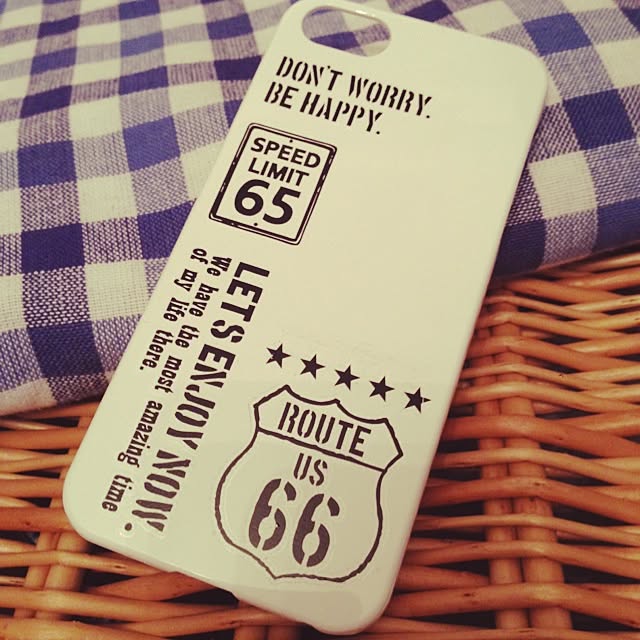 DON'T WORRY.
BE HAPPY.
SPEED
LIMIT
65
LET'S ENJOY NOW.
We have the most amazing time
of my life there.
ROUTE
US
66